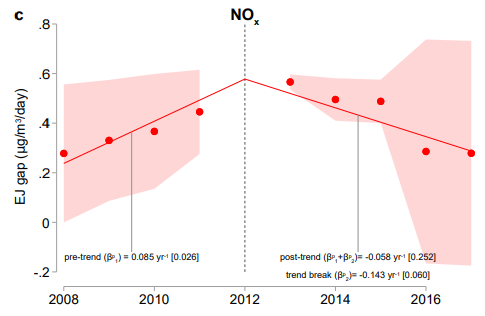 c
NOx
.8
.6
.4
.2
0
-.2
EJ gap (μg/m³/day)
pre-trend (βᵖ₁) = 0.085 yr⁻¹ [0.026]
post-trend (βᵖ₁+βᵖ₂)= -0.058 yr⁻¹ [0.252]
trend break (βᵖ₂)= -0.143 yr⁻¹ [0.060]
2008 2010 2012 2014 2016